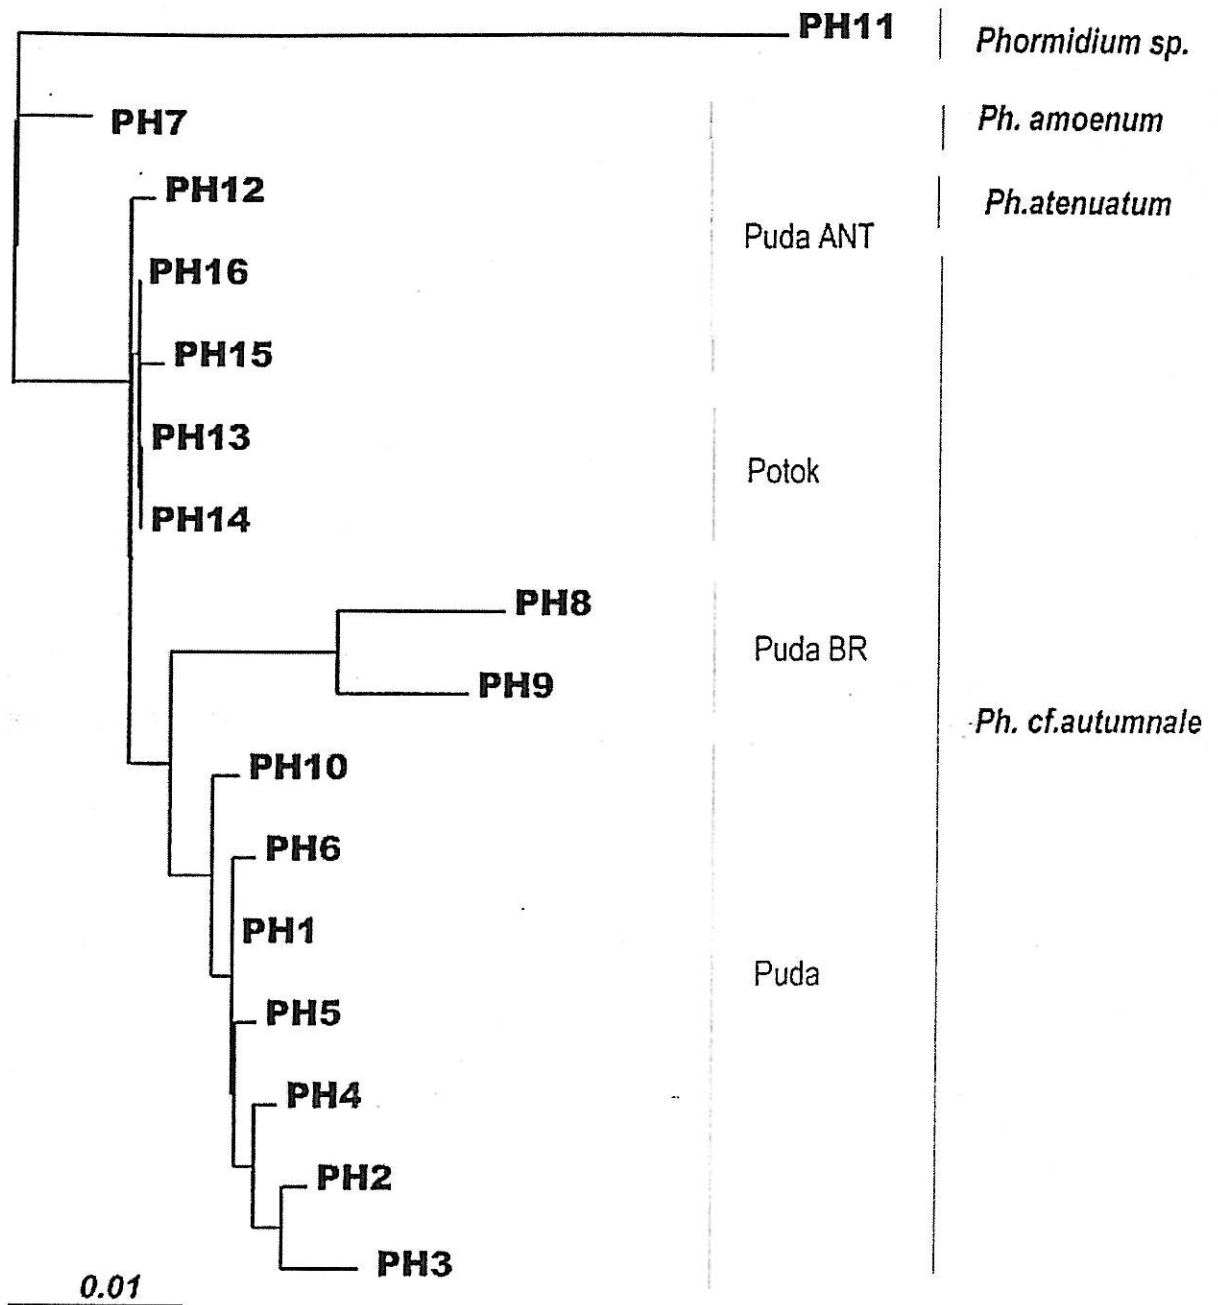 PH11 Phormidium sp.
PH7 Ph. amoenum
PH12 Ph.atenuatum
Puda ANT
PH16
PH15
PH13
Potok
PH14
PH8
Puda BR
PH9
Ph. cf.autumnale
PH10
PH6
PH1
Puda
PH5
PH4
PH2
PH3
0.01